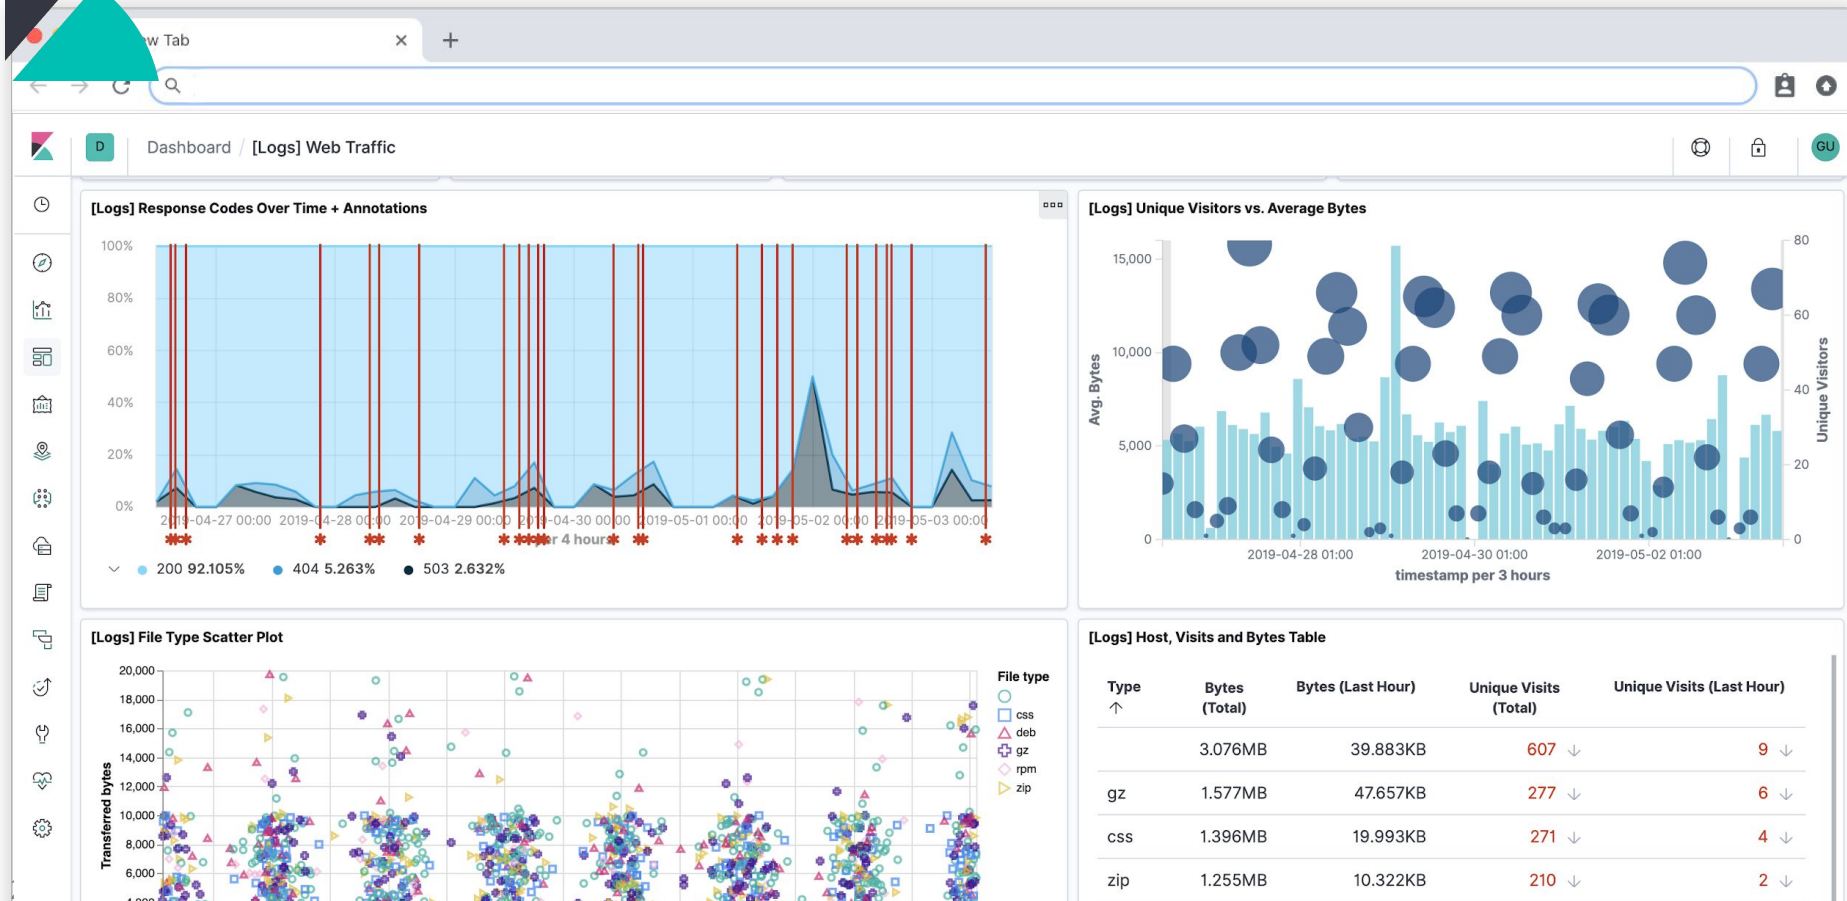 ew Tab
D
Dashboard / [Logs] Web Traffic
GU
[Logs] Response Codes Over Time + Annotations
100%
80%
60%
40%
20%
0%
2019-04-27 00:00 2019-04-28 00:00 2019-04-29 00:00 2019-04-30 00:00 2019-05-01 00:00 2019-05-02 00:00 2019-05-03 00:00
per 4 hours
200 92.105% 404 5.263% 503 2.632%
[Logs] Unique Visitors vs. Average Bytes
15,000
10,000
5,000
0
Avg. Bytes
80
60
40
20
0
Unique Visitors
2019-04-28 01:00 2019-04-30 01:00 2019-05-02 01:00
timestamp per 3 hours
[Logs] File Type Scatter Plot
20,000
18,000
16,000
14,000
12,000
10,000
8,000
6,000
4,000
Transferred bytes
File type
css
deb
gz
rpm
zip
[Logs] Host, Visits and Bytes Table
Type Bytes (Total) Bytes (Last Hour) Unique Visits (Total) Unique Visits (Last Hour)
3.076MB 39.883KB 607 9
gz 1.577MB 47.657KB 277 6
css 1.396MB 19.993KB 271 4
zip 1.255MB 10.322KB 210 2